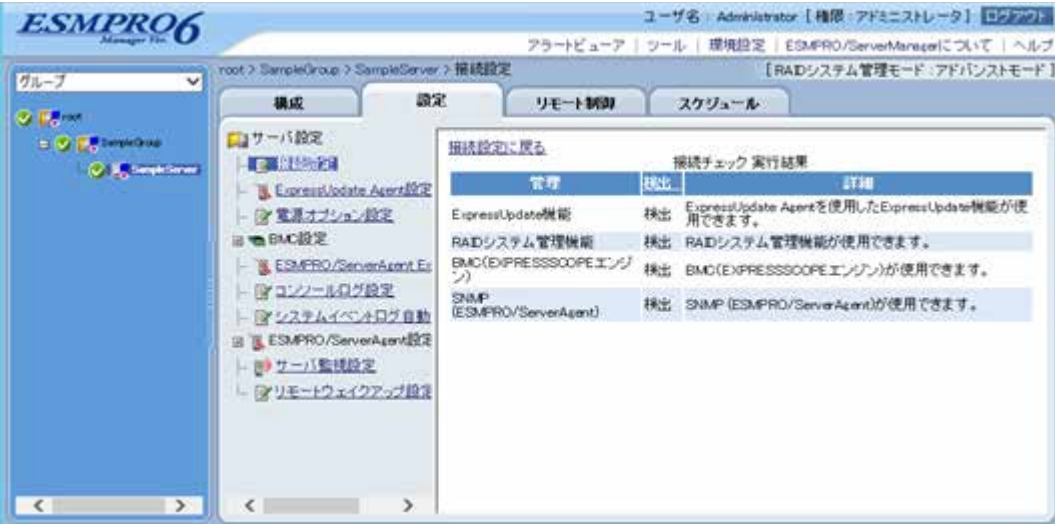 ESMPRO6
Manager Ver.
ユーザ名 : Administrator [ 権限 : アドミニストレータ ] ログアウト
アラートビューア | ツール | 環境設定 | ESMPRO/ServerManagerについて | ヘルプ
グループ
root
SampleGroup
SampleServer
root > SampleGroup > SampleServer > 接続設定
[ RAIDシステム管理モード : アドバンストモード ]
構成
設定
リモート制御
スケジュール
サーバ設定
接続設定
ExpressUpdate Agent設定
電源オプション設定
BMC設定
ESMPRO/ServerAgent Ex
コンソールログ設定
システムイベントログ自動
ESMPRO/ServerAgent設定
サーバ監視設定
リモートウェイクアップ設定
接続設定に戻る
接続チェック 実行結果
管理 検出 詳細
ExpressUpdate機能 検出 ExpressUpdate Agentを使用したExpressUpdate機能が使用できます。
RAIDシステム管理機能 検出 RAIDシステム管理機能が使用できます。
BMC(EXPRESSSCOPEエンジン) 検出 BMC(EXPRESSSCOPEエンジン)が使用できます。
SNMP (ESMPRO/ServerAgent) 検出 SNMP (ESMPRO/ServerAgent)が使用できます。